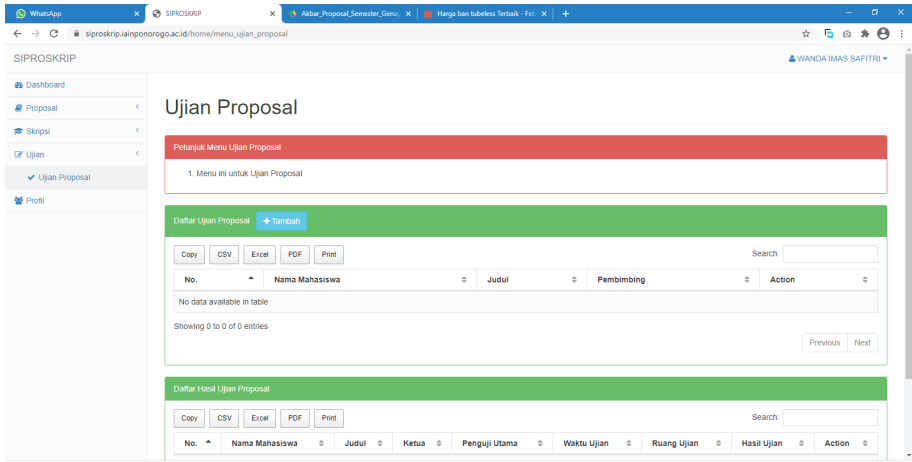 WhatsApp
SIPROSKRIP
Akbar_Proposal_Semester_Genap
Harga ban tubeless Terbaik - Feb
siproskrip.iainponorogo.ac.id/home/menu_ujian_proposal
SIPROSKRIP
WANDA IMAS SAFITRI
Dashboard
Proposal
Skripsi
Ujian
Ujian Proposal
Profil
Ujian Proposal
Petunjuk Menu Ujian Proposal
1. Menu ini untuk Ujian Proposal
Daftar Ujian Proposal + Tambah
Copy CSV Excel PDF Print Search:
No. Nama Mahasiswa Judul Pembimbing Action
No data available in table
Showing 0 to 0 of 0 entries
Previous Next
Daftar Hasil Ujian Proposal
Copy CSV Excel PDF Print Search:
No. Nama Mahasiswa Judul Ketua Penguji Utama Waktu Ujian Ruang Ujian Hasil Ujian Action